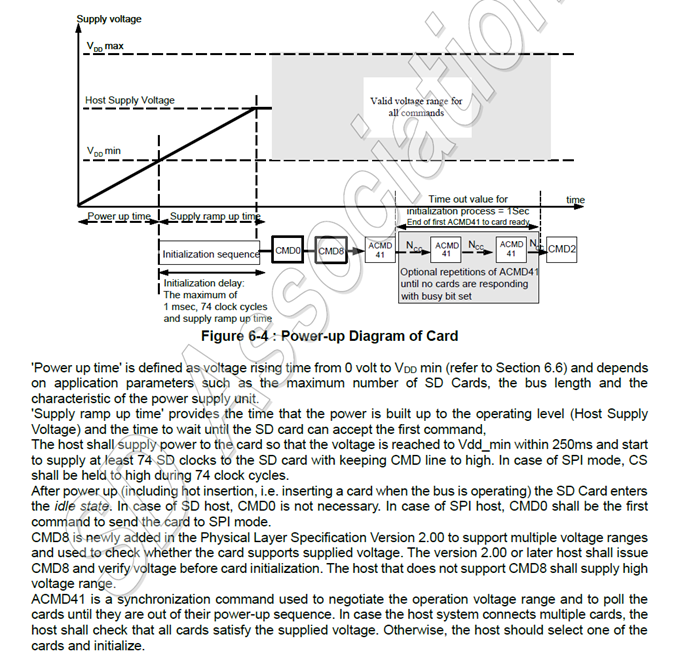 Supply voltage
VDD max
Host Supply Voltage
Valid voltage range for
all commands
VDD min
Time out value for
time
Power up time
Supply ramp up time
initialization process = 1Sec
End of first ACMD41 to card ready
Initialization sequence
CMD0
CMD8
ACMD
41
NCC
ACMD
41
NCC
ACMD
41
CMD2
Optional repetitions of ACMD41
until no cards are responding
with busy bit set
Initialization delay:
The maximum of
1 msec, 74 clock cycles
and supply ramp up time
Figure 6-4 : Power-up Diagram of Card
'Power up time' is defined as voltage rising time from 0 volt to VDD min (refer to Section 6.6) and depends
on application parameters such as the maximum number of SD Cards, the bus length and the
characteristic of the power supply unit.
'Supply ramp up time' provides the time that the power is built up to the operating level (Host Supply
Voltage) and the time to wait until the SD card can accept the first command,
The host shall supply power to the card so that the voltage is reached to Vdd_min within 250ms and start
to supply at least 74 SD clocks to the SD card with keeping CMD line to high. In case of SPI mode, CS
shall be held to high during 74 clock cycles.
After power up (including hot insertion, i.e. inserting a card when the bus is operating) the SD Card enters
the idle state. In case of SD host, CMD0 is not necessary. In case of SPI host, CMD0 shall be the first
command to send the card to SPI mode.
CMD8 is newly added in the Physical Layer Specification Version 2.00 to support multiple voltage ranges
and used to check whether the card supports supplied voltage. The version 2.00 or later host shall issue
CMD8 and verify voltage before card initialization. The host that does not support CMD8 shall supply high
voltage range.
ACMD41 is a synchronization command used to negotiate the operation voltage range and to poll the
cards until they are out of their power-up sequence. In case the host system connects multiple cards, the
host shall check that all cards satisfy the supplied voltage. Otherwise, the host should select one of the
cards and initialize.
SD Association